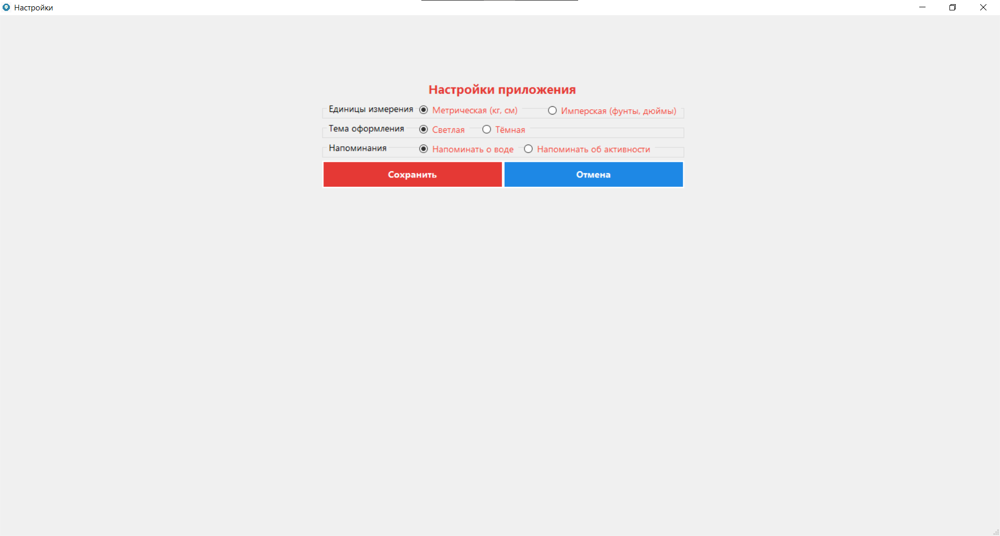 Настройки
Настройки приложения
Единицы измерения Метрическая (кг, см) Имперская (фунты, дюймы)
Тема оформления Светлая Тёмная
Напоминания Напоминать о воде Напоминать об активности
Сохранить Отмена